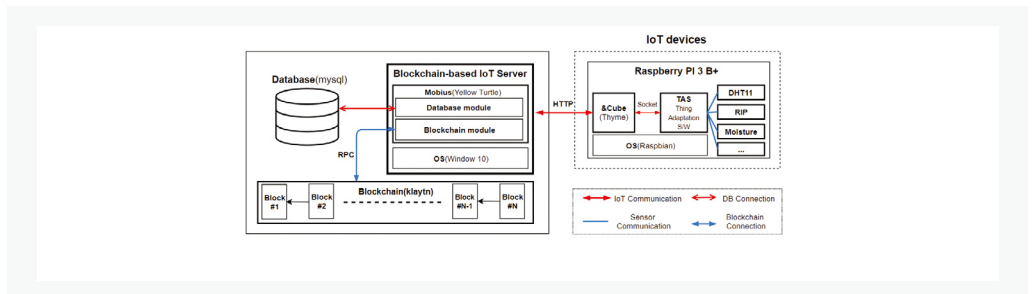 IoT devices
Database(mysql)
Blockchain-based IoT Server
Mobius(Yellow Turtle)
Database module
Blockchain module
OS(Window 10)
RPC
HTTP
Raspberry PI 3 B+
&Cube
(Thyme)
Socket
TAS
Thing
Adaptation
S/W
OS(Raspbian)
DHT11
RIP
Moisture
...
Blockchain(klaytn)
Block
#1
Block
#2
Block
#N-1
Block
#N
IoT Communication
DB Connection
Sensor
Communication
Blockchain
Connection